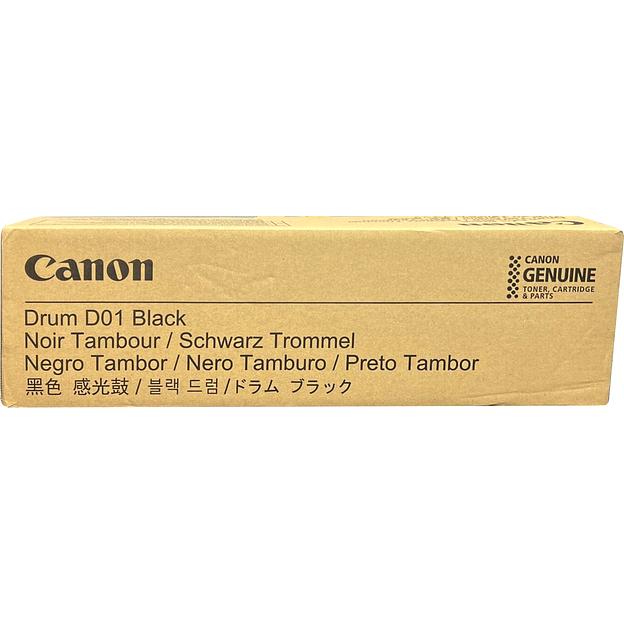 Canon
CANON
GENUINE
TONER, CARTRIDGE
& PARTS
Drum D01 Black
Noir Tambour / Schwarz Trommel
Negro Tambor / Nero Tamburo / Preto Tambor
黑色 感光鼓 / 블랙 드럼 /ドラム ブラック